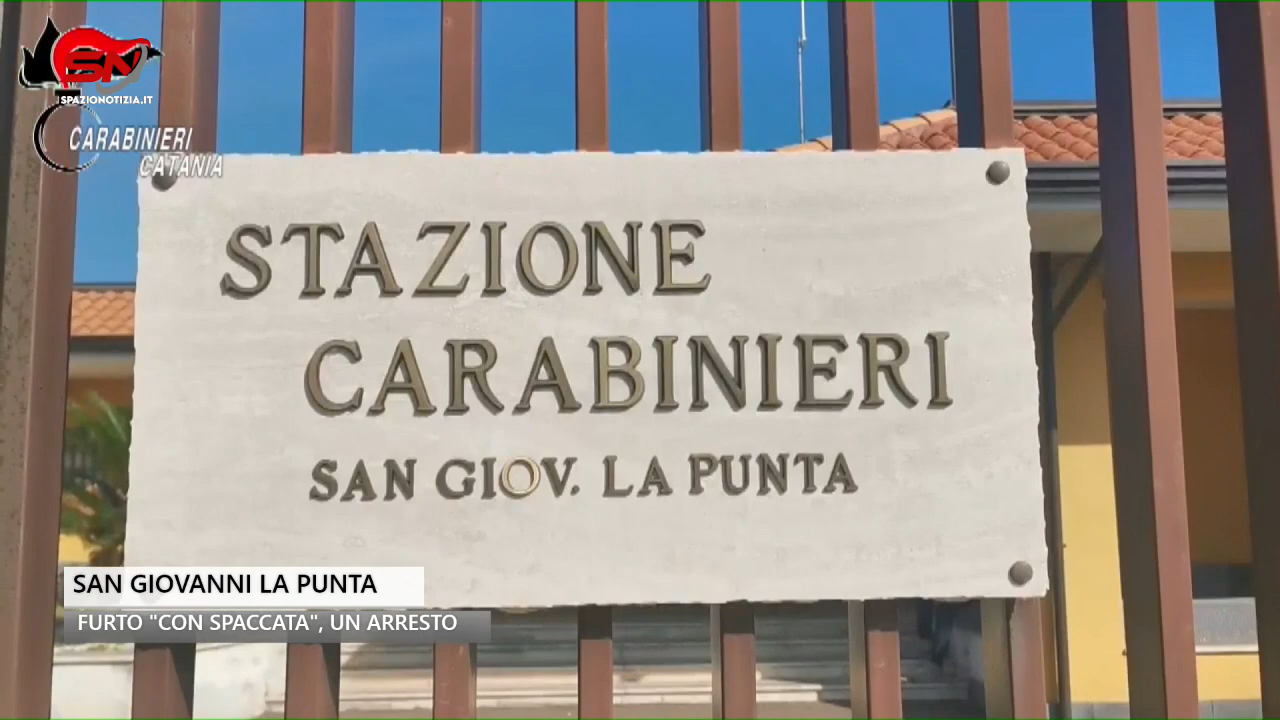 SN
SPAZIONOTIZIA.IT
CARABINIERI
CATANIA
STAZIONE
CARABINIERI
SAN GIOV. LA PUNTA
SAN GIOVANNI LA PUNTA
FURTO "CON SPACCATA", UN ARRESTO